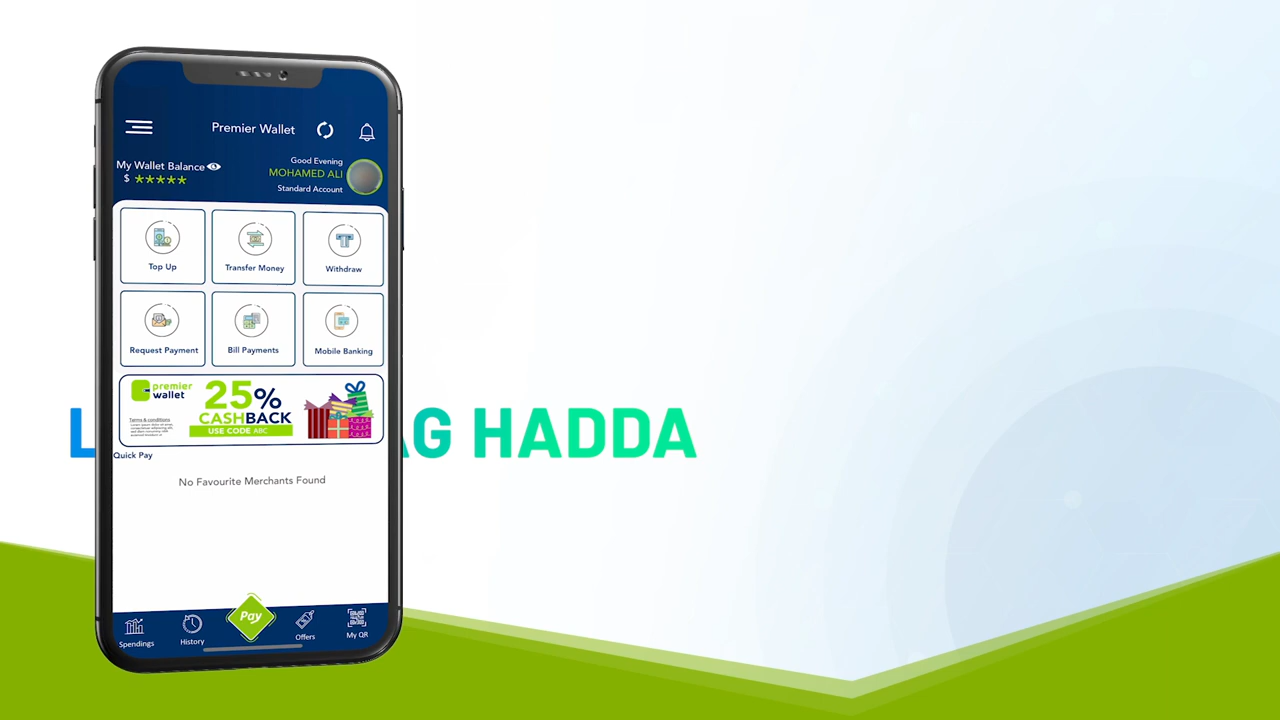 Premier Wallet
My Wallet Balance
$ *****
Good Evening
MOHAMED ALI
Standard Account
Top Up
Transfer Money
Withdraw
Request Payment
Bill Payments
Mobile Banking
premier
wallet
25%
CASHBACK
USE CODE ABC
Terms & conditions
L AG HADDA
Quick Pay
No Favourite Merchants Found
Pay
Spendings
History
Offers
My QR